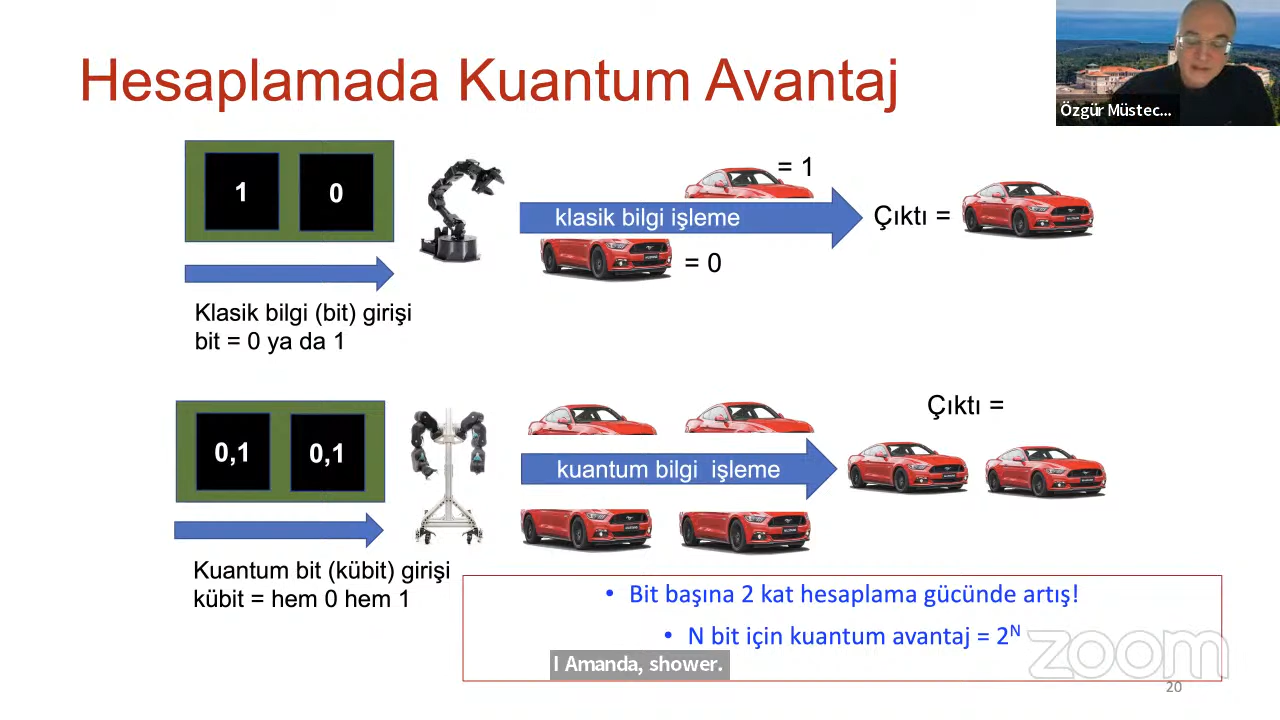 Hesaplamada Kuantum Avantaj
Özgür Müstec...
1
0
= 1
klasik bilgi işleme
= 0
Çıktı =
Klasik bilgi (bit) girişi
bit = 0 ya da 1
0,1
0,1
kuantum bilgi işleme
Çıktı =
Kuantum bit (kübit) girişi
kübit = hem 0 hem 1
• Bit başına 2 kat hesaplama gücünde artış!
• N bit için kuantum avantaj = 2ᴺ
I Amanda, shower.
zoom
20